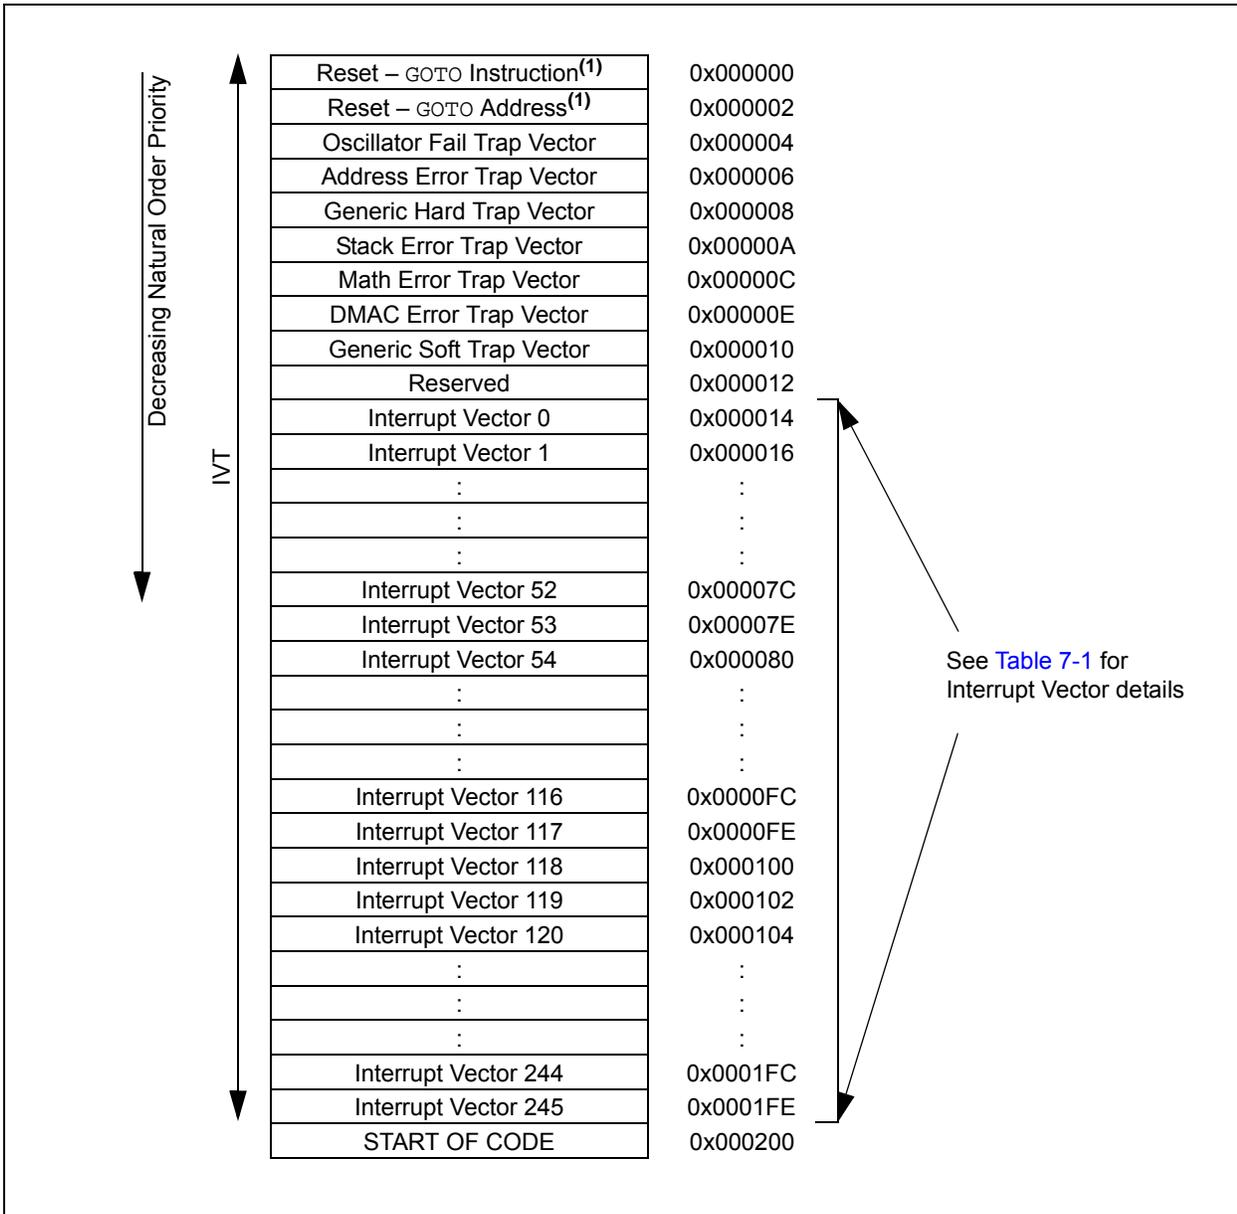 Decreasing Natural Order Priority
IVT
Reset – GOTO Instruction(1) 0x000000
Reset – GOTO Address(1) 0x000002
Oscillator Fail Trap Vector 0x000004
Address Error Trap Vector 0x000006
Generic Hard Trap Vector 0x000008
Stack Error Trap Vector 0x00000A
Math Error Trap Vector 0x00000C
DMAC Error Trap Vector 0x00000E
Generic Soft Trap Vector 0x000010
Reserved 0x000012
Interrupt Vector 0 0x000014
Interrupt Vector 1 0x000016
: :
: :
: :
Interrupt Vector 52 0x00007C
Interrupt Vector 53 0x00007E
Interrupt Vector 54 0x000080
: :
: :
: :
Interrupt Vector 116 0x0000FC
Interrupt Vector 117 0x0000FE
Interrupt Vector 118 0x000100
Interrupt Vector 119 0x000102
Interrupt Vector 120 0x000104
: :
: :
: :
Interrupt Vector 244 0x0001FC
Interrupt Vector 245 0x0001FE
START OF CODE 0x000200
See Table 7-1 for
Interrupt Vector details